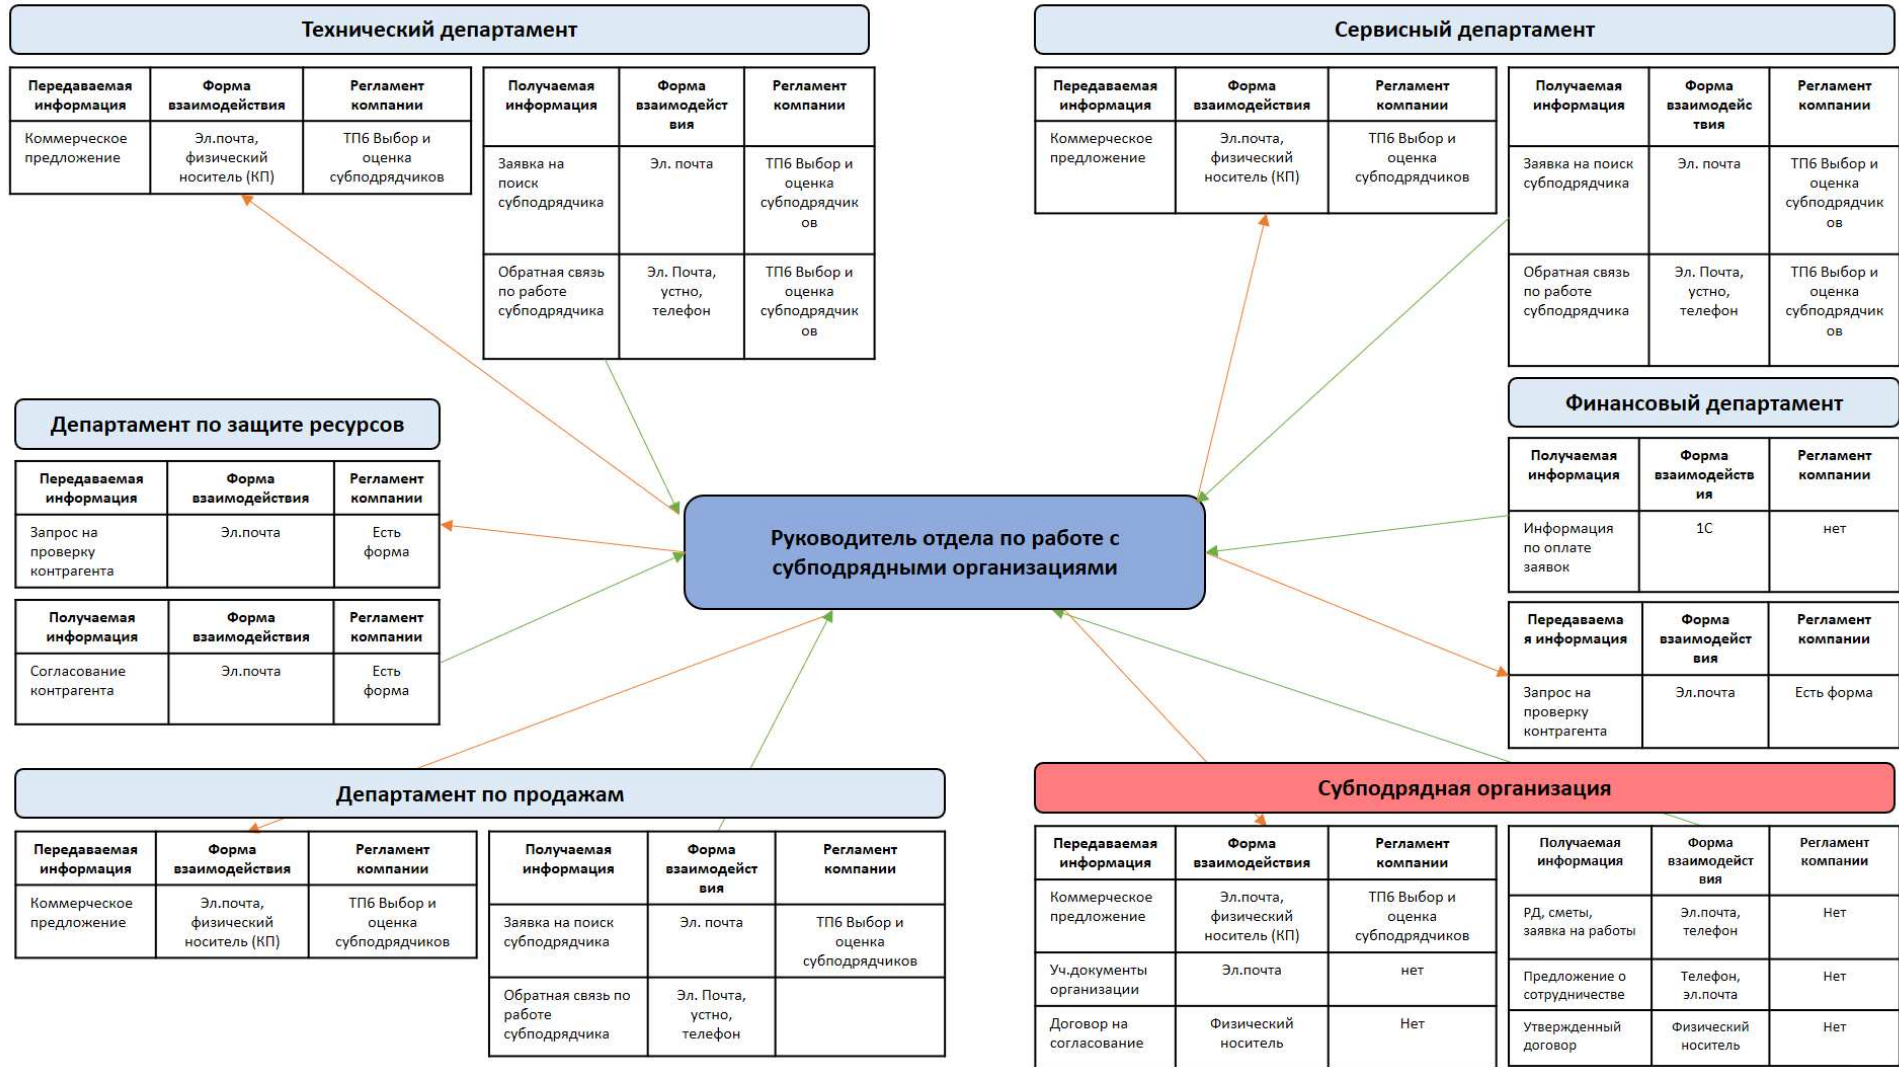 Технический департамент
Передаваемая информация
Форма взаимодействия
Регламент компании
Коммерческое предложение
Эл.почта, физический носитель (КП)
ТП6 Выбор и оценка субподрядчиков
Получаемая информация
Форма взаимодейст
вия
Регламент компании
Заявка на поиск субподрядчика
Эл. почта
ТП6 Выбор и оценка субподрядчик
ов
Обратная связь по работе субподрядчика
Эл. Почта, устно, телефон
ТП6 Выбор и оценка субподрядчик
ов
Сервисный департамент
Передаваемая информация
Форма взаимодействия
Регламент компании
Коммерческое предложение
Эл.почта, физический носитель (КП)
ТП6 Выбор и оценка субподрядчиков
Получаемая информация
Форма взаимодейс
твия
Регламент компании
Заявка на поиск субподрядчика
Эл. почта
ТП6 Выбор и оценка субподрядчик
ов
Обратная связь по работе субподрядчика
Эл. Почта, устно, телефон
ТП6 Выбор и оценка субподрядчик
ов
Департамент по защите ресурсов
Передаваемая информация
Форма взаимодействия
Регламент компании
Запрос на проверку контрагента
Эл.почта
Есть форма
Получаемая информация
Форма взаимодействия
Регламент компании
Согласование контрагента
Эл.почта
Есть форма
Руководитель отдела по работе с
субподрядными организациями
Финансовый департамент
Получаемая информация
Форма взаимодейств
ия
Регламент компании
Информация по оплате заявок
1С
нет
Передаваема
я информация
Форма взаимодейст
вия
Регламент компании
Запрос на проверку контрагента
Эл.почта
Есть форма
Департамент по продажам
Передаваемая информация
Форма взаимодействия
Регламент компании
Коммерческое предложение
Эл.почта, физический носитель (КП)
ТП6 Выбор и оценка субподрядчиков
Получаемая информация
Форма взаимодейст
вия
Регламент компании
Заявка на поиск субподрядчика
Эл. почта
ТП6 Выбор и оценка субподрядчиков
Обратная связь по работе субподрядчика
Эл. Почта, устно, телефон
Субподрядная организация
Передаваемая информация
Форма взаимодействия
Регламент компании
Коммерческое предложение
Эл.почта, физический носитель (КП)
ТП6 Выбор и оценка субподрядчиков
Уч.документы организации
Эл.почта
нет
Договор на согласование
Физический носитель
Нет
Получаемая информация
Форма взаимодейст
вия
Регламент компании
РД, сметы, заявка на работы
Эл.почта, телефон
Нет
Предложение о сотрудничестве
Телефон, эл.почта
Нет
Утвержденный договор
Физический носитель
Нет